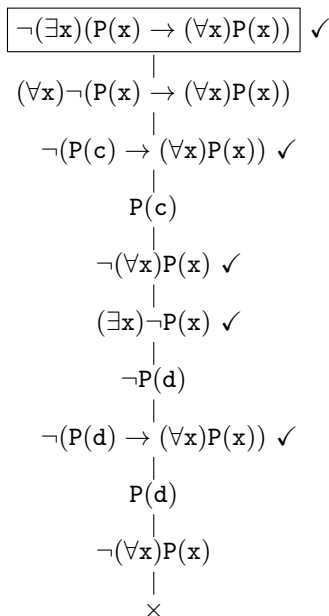 ¬(∃x)(P(x) → (∀x)P(x)) ✓
(∀x)¬(P(x) → (∀x)P(x))
¬(P(c) → (∀x)P(x)) ✓
P(c)
¬(∀x)P(x) ✓
(∃x)¬P(x) ✓
¬P(d)
¬(P(d) → (∀x)P(x)) ✓
P(d)
¬(∀x)P(x)
×